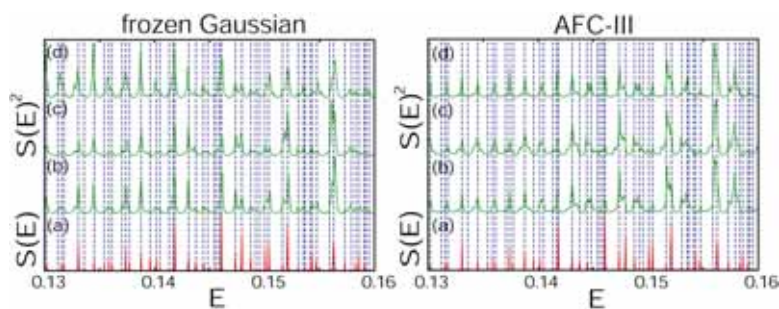 frozen Gaussian
AFC-III
S(E)²
S(E)
(d)
(c)
(b)
(a)
0.13
0.14
0.15
0.16
E
S(E)²
S(E)
(d)
(c)
(b)
(a)
0.13
0.14
0.15
0.16
E